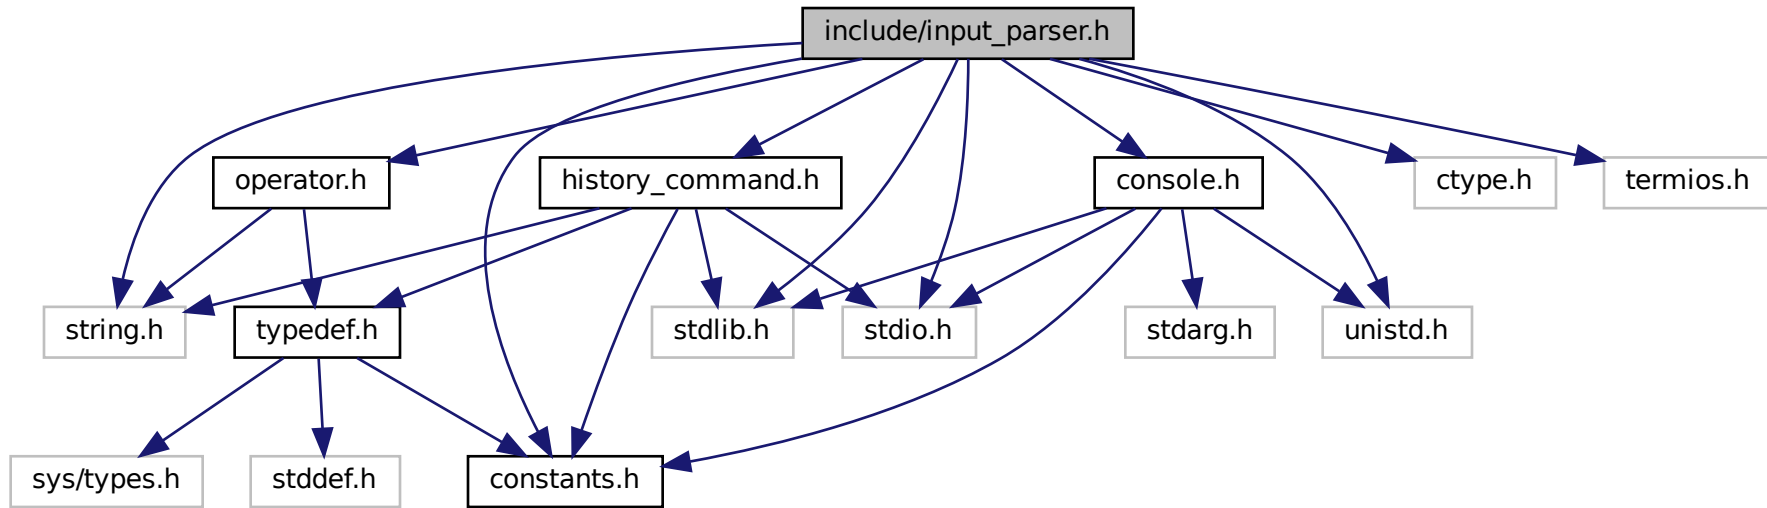 include/input_parser.h
operator.h
history_command.h
console.h
ctype.h
termios.h
string.h
typedef.h
stdlib.h
stdio.h
stdarg.h
unistd.h
sys/types.h
stddef.h
constants.h